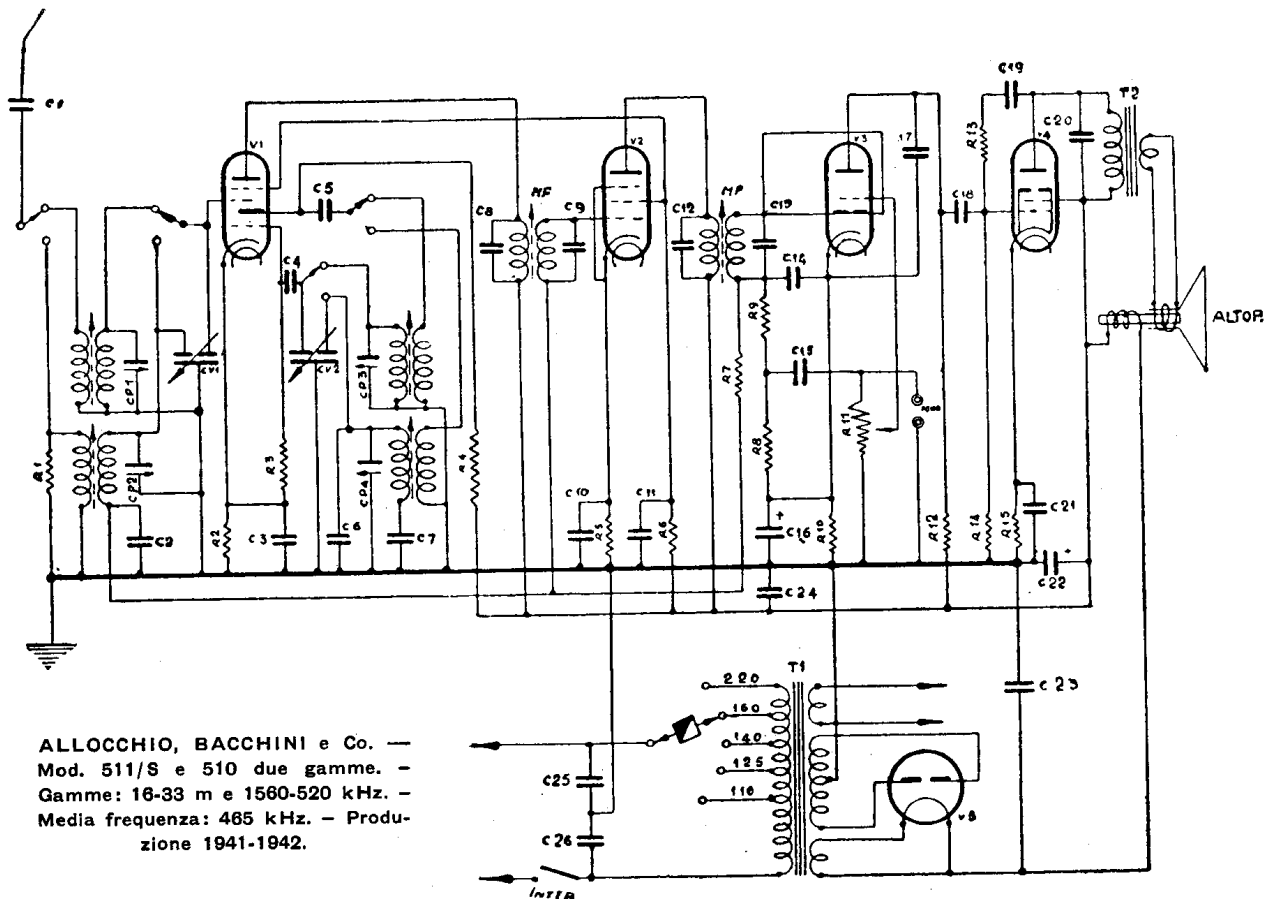 C1
V1
C5
C4
CV1
CV2
CP1
CP2
CP3
CP4
R1
R2
R3
R4
C2
C3
C6
C7
C8
MF
C9
V2
C10
R5
C11
R6
C12
MF
C13
C14
R9
R7
R8
C15
R11
C16
+
R10
C24
V3
17
R12
C18
C19
R13
V4
C20
T2
ALTOP.
R14
R15
C21
C22
+
C23
T1
220
160
140
125
110
C25
C26
INTER
V5
ALLOCCHIO, BACCHINI e Co. —
Mod. 511/S e 510 due gamme. –
Gamme: 16-33 m e 1560-520 kHz. –
Media frequenza: 465 kHz. – Produ-
zione 1941-1942.